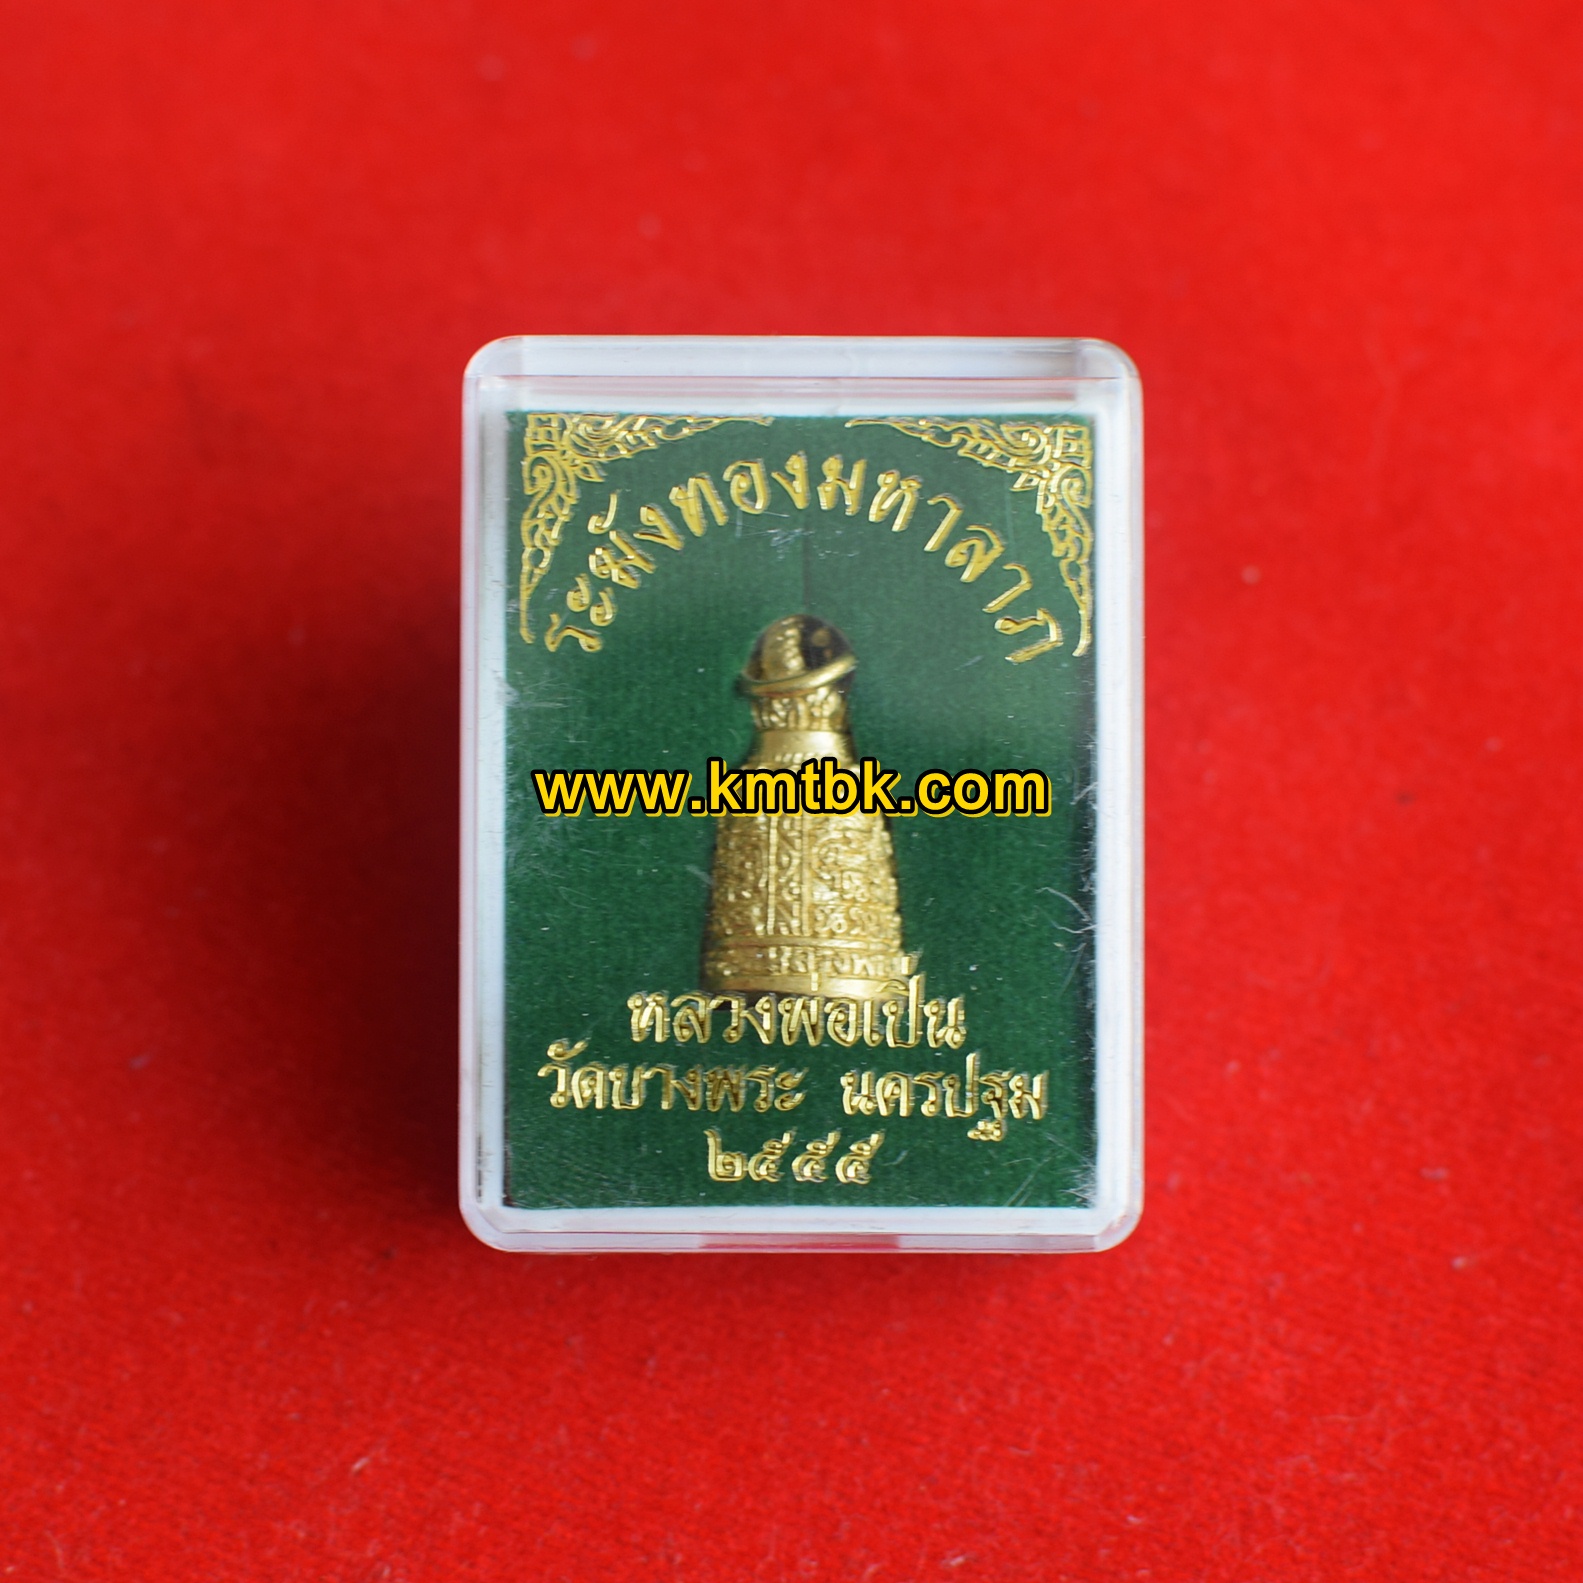 ระฆังทองมหาลาภ
www.kmtbk.com
หลวงพ่อเปิ่น
วัดบางพระ นครปฐม
๒๕๕๕